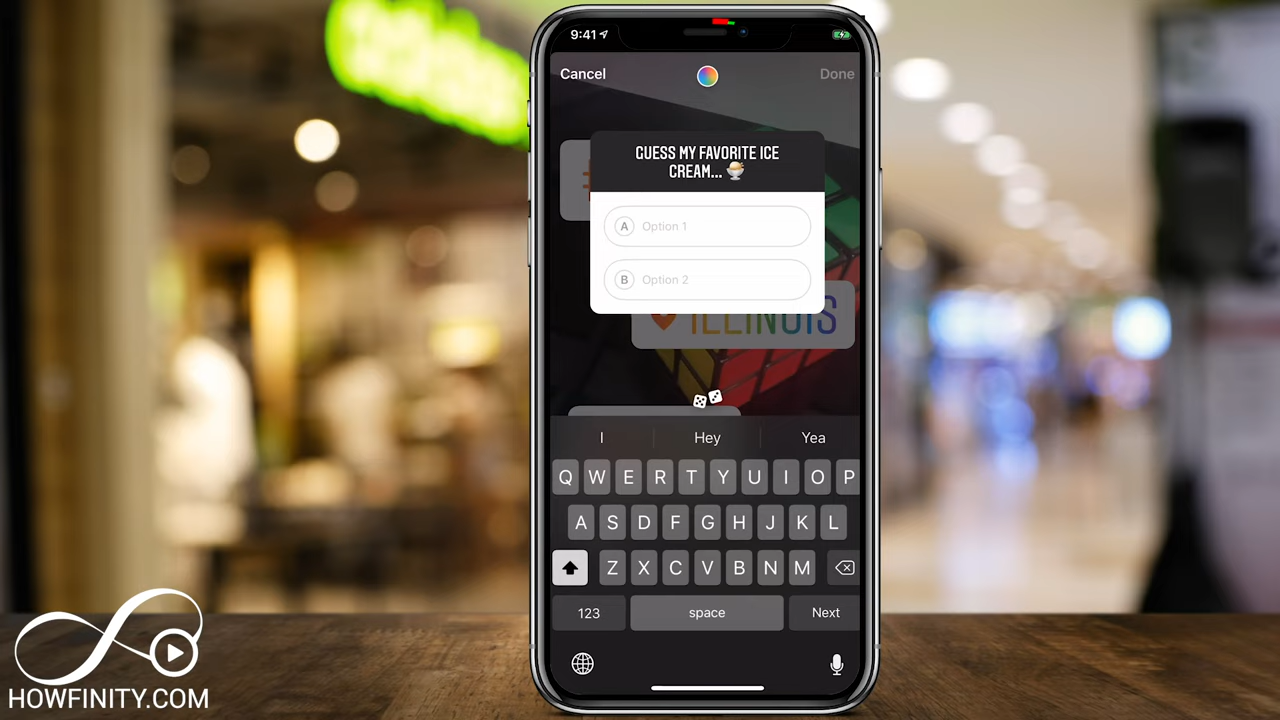 9:41
Cancel
Done
GUESS MY FAVORITE ICE
CREAM...
A Option 1
B Option 2
ILLINOIS
I Hey Yea
Q W E R T Y U I O P
A S D F G H J K L
Z X C V B N M
123 space Next
HOWFINITY.COM